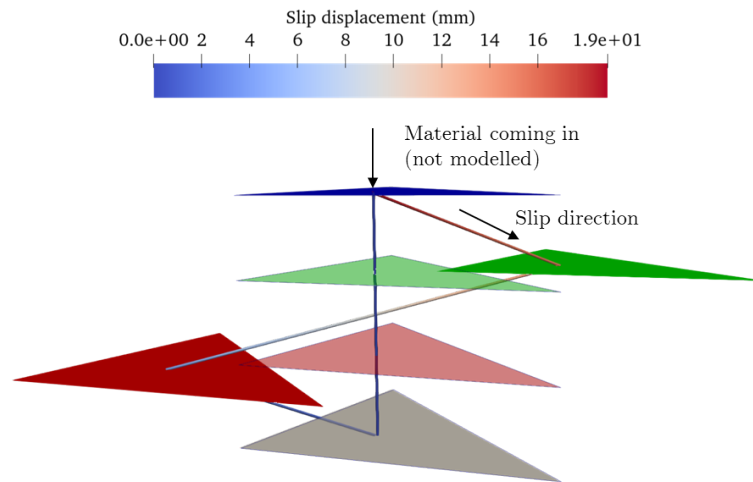 Slip displacement (mm)
0.0e+00 2 4 6 8 10 12 14 16 1.9e+01
Material coming in
(not modelled)
Slip direction